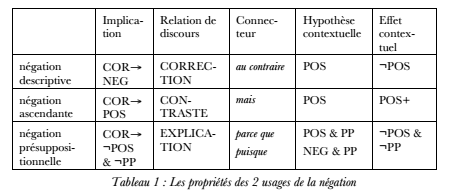 Implica-
tion
Relation de
discours
Connec-
teur
Hypothèse
contextuelle
Effet
contex-
tuel
négation
descriptive
COR→
NEG
CORREC-
TION
au contraire
POS
¬POS
négation
ascendante
COR→
POS
CON-
TRASTE
mais
POS
POS+
négation
présupposi-
tionnelle
COR→
¬POS
& ¬PP
EXPLICA-
TION
parce que
puisque
POS & PP
NEG & PP
¬POS &
¬PP
Tableau 1 : Les propriétés des 2 usages de la négation